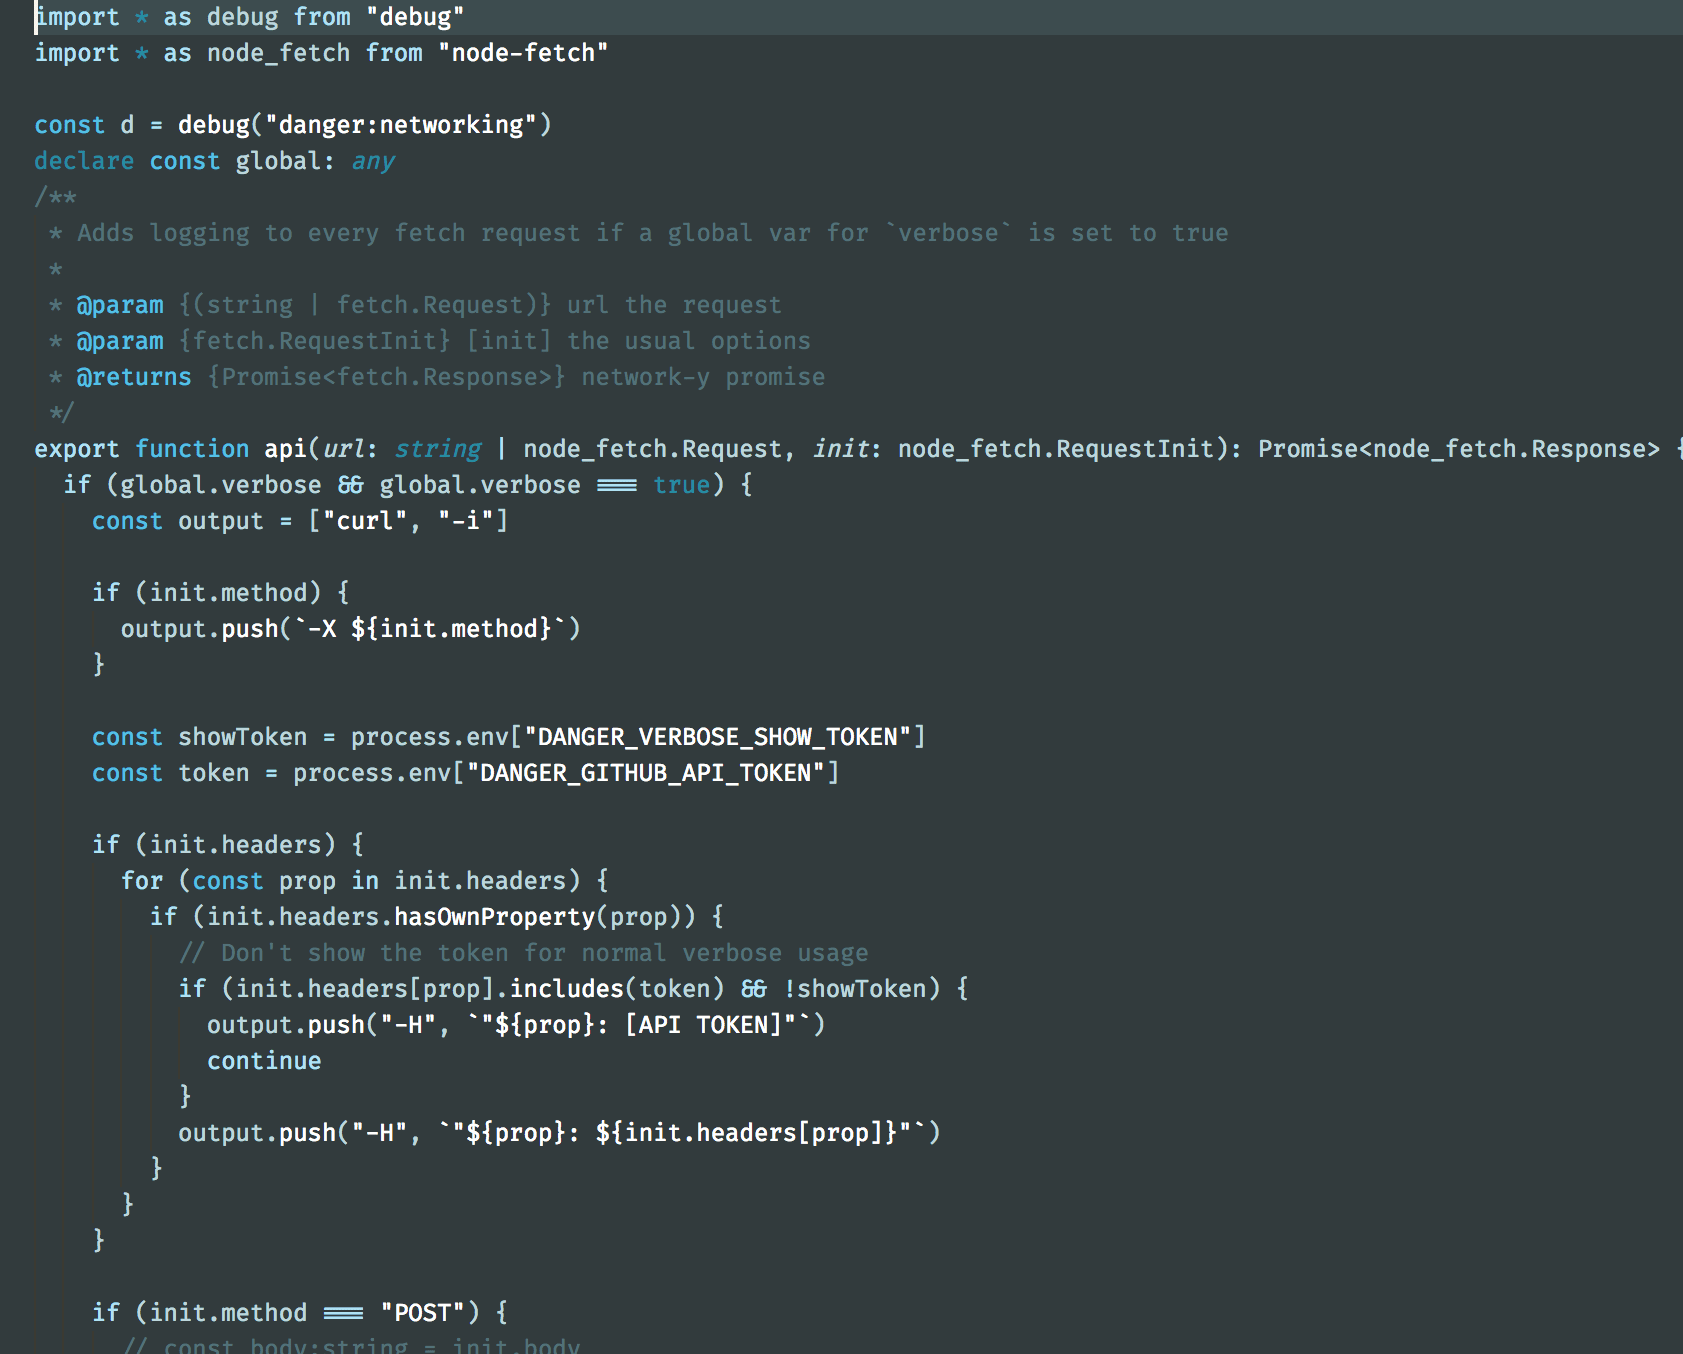 import * as debug from "debug"
import * as node_fetch from "node-fetch"
const d = debug("danger:networking")
declare const global: any
/**
 * Adds logging to every fetch request if a global var for `verbose` is set to true
 *
 * @param {(string | fetch.Request)} url the request
 * @param {fetch.RequestInit} [init] the usual options
 * @returns {Promise<fetch.Response>} network-y promise
 */
export function api(url: string | node_fetch.Request, init: node_fetch.RequestInit): Promise<node_fetch.Response> {
  if (global.verbose && global.verbose === true) {
    const output = ["curl", "-i"]
    if (init.method) {
      output.push(`-X ${init.method}`)
    }
    const showToken = process.env["DANGER_VERBOSE_SHOW_TOKEN"]
    const token = process.env["DANGER_GITHUB_API_TOKEN"]
    if (init.headers) {
      for (const prop in init.headers) {
        if (init.headers.hasOwnProperty(prop)) {
          // Don't show the token for normal verbose usage
          if (init.headers[prop].includes(token) && !showToken) {
            output.push("-H", `"${prop}: [API TOKEN]"`)
            continue
          }
          output.push("-H", `"${prop}: ${init.headers[prop]}"`)
        }
      }
    }
    if (init.method === "POST") {
      // const body:string = init.body